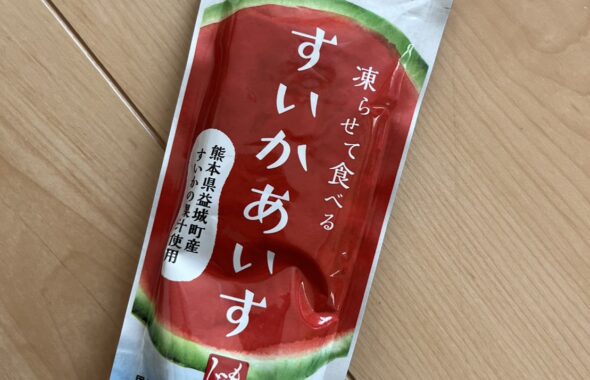 凍らせて食べる
すいかあいす
熊本県益城町産
すいかの果汁使用